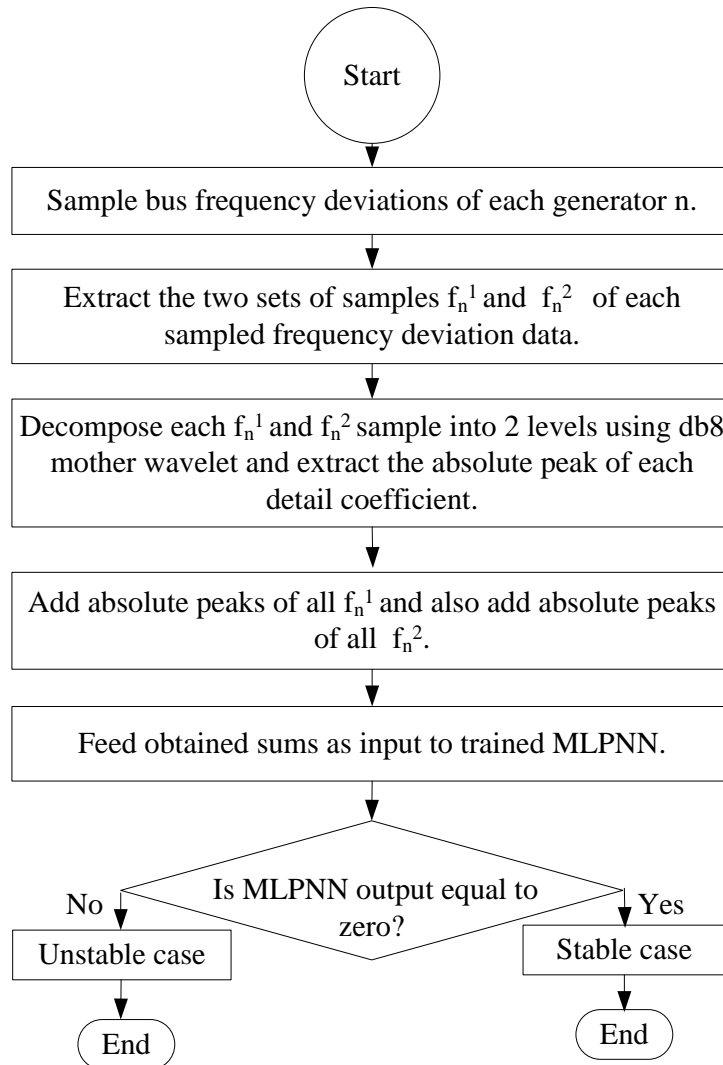 Start
Sample bus frequency deviations of each generator n.
Extract the two sets of samples fₙ¹ and fₙ² of each
sampled frequency deviation data.
Decompose each fₙ¹ and fₙ² sample into 2 levels using db8
mother wavelet and extract the absolute peak of each
detail coefficient.
Add absolute peaks of all fₙ¹ and also add absolute peaks
of all fₙ².
Feed obtained sums as input to trained MLPNN.
Is MLPNN output equal to
zero?
No
Yes
Unstable case
Stable case
End
End